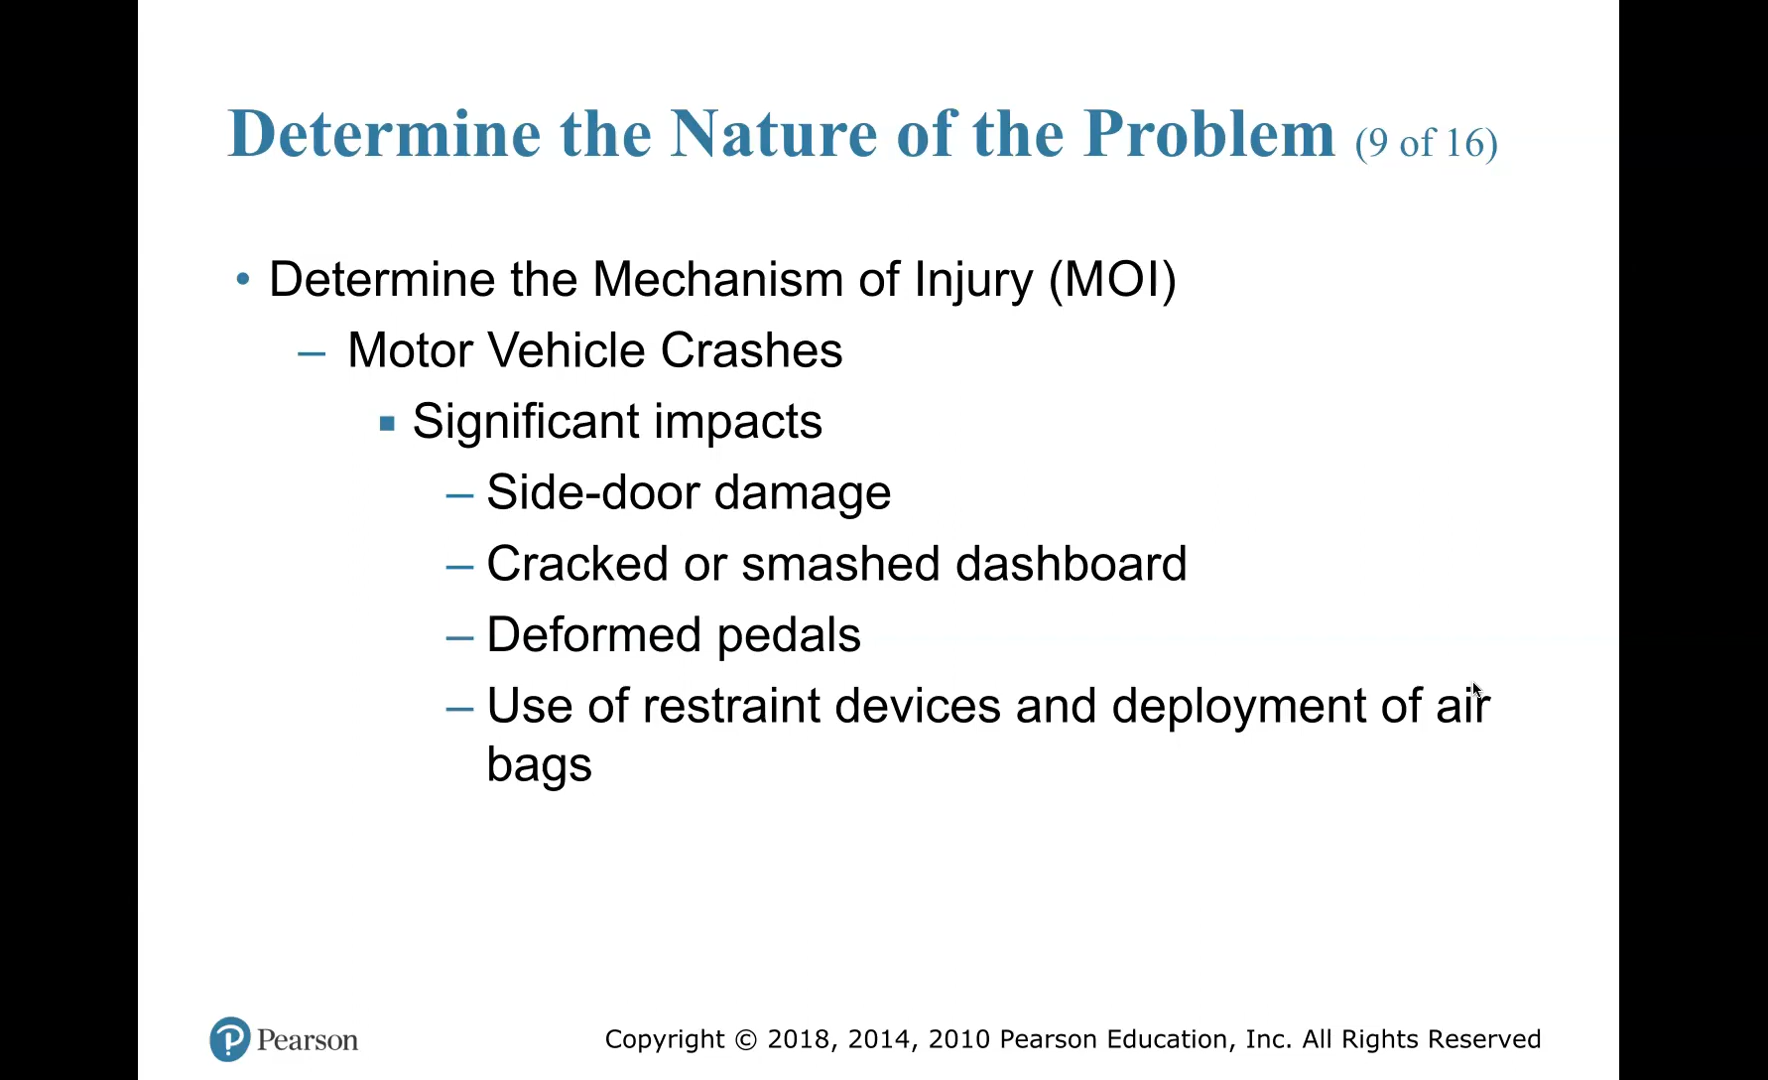 Determine the Nature of the Problem (9 of 16)
• Determine the Mechanism of Injury (MOI)
– Motor Vehicle Crashes
▪ Significant impacts
– Side-door damage
– Cracked or smashed dashboard
– Deformed pedals
– Use of restraint devices and deployment of air
bags
Pearson
Copyright © 2018, 2014, 2010 Pearson Education, Inc. All Rights Reserved